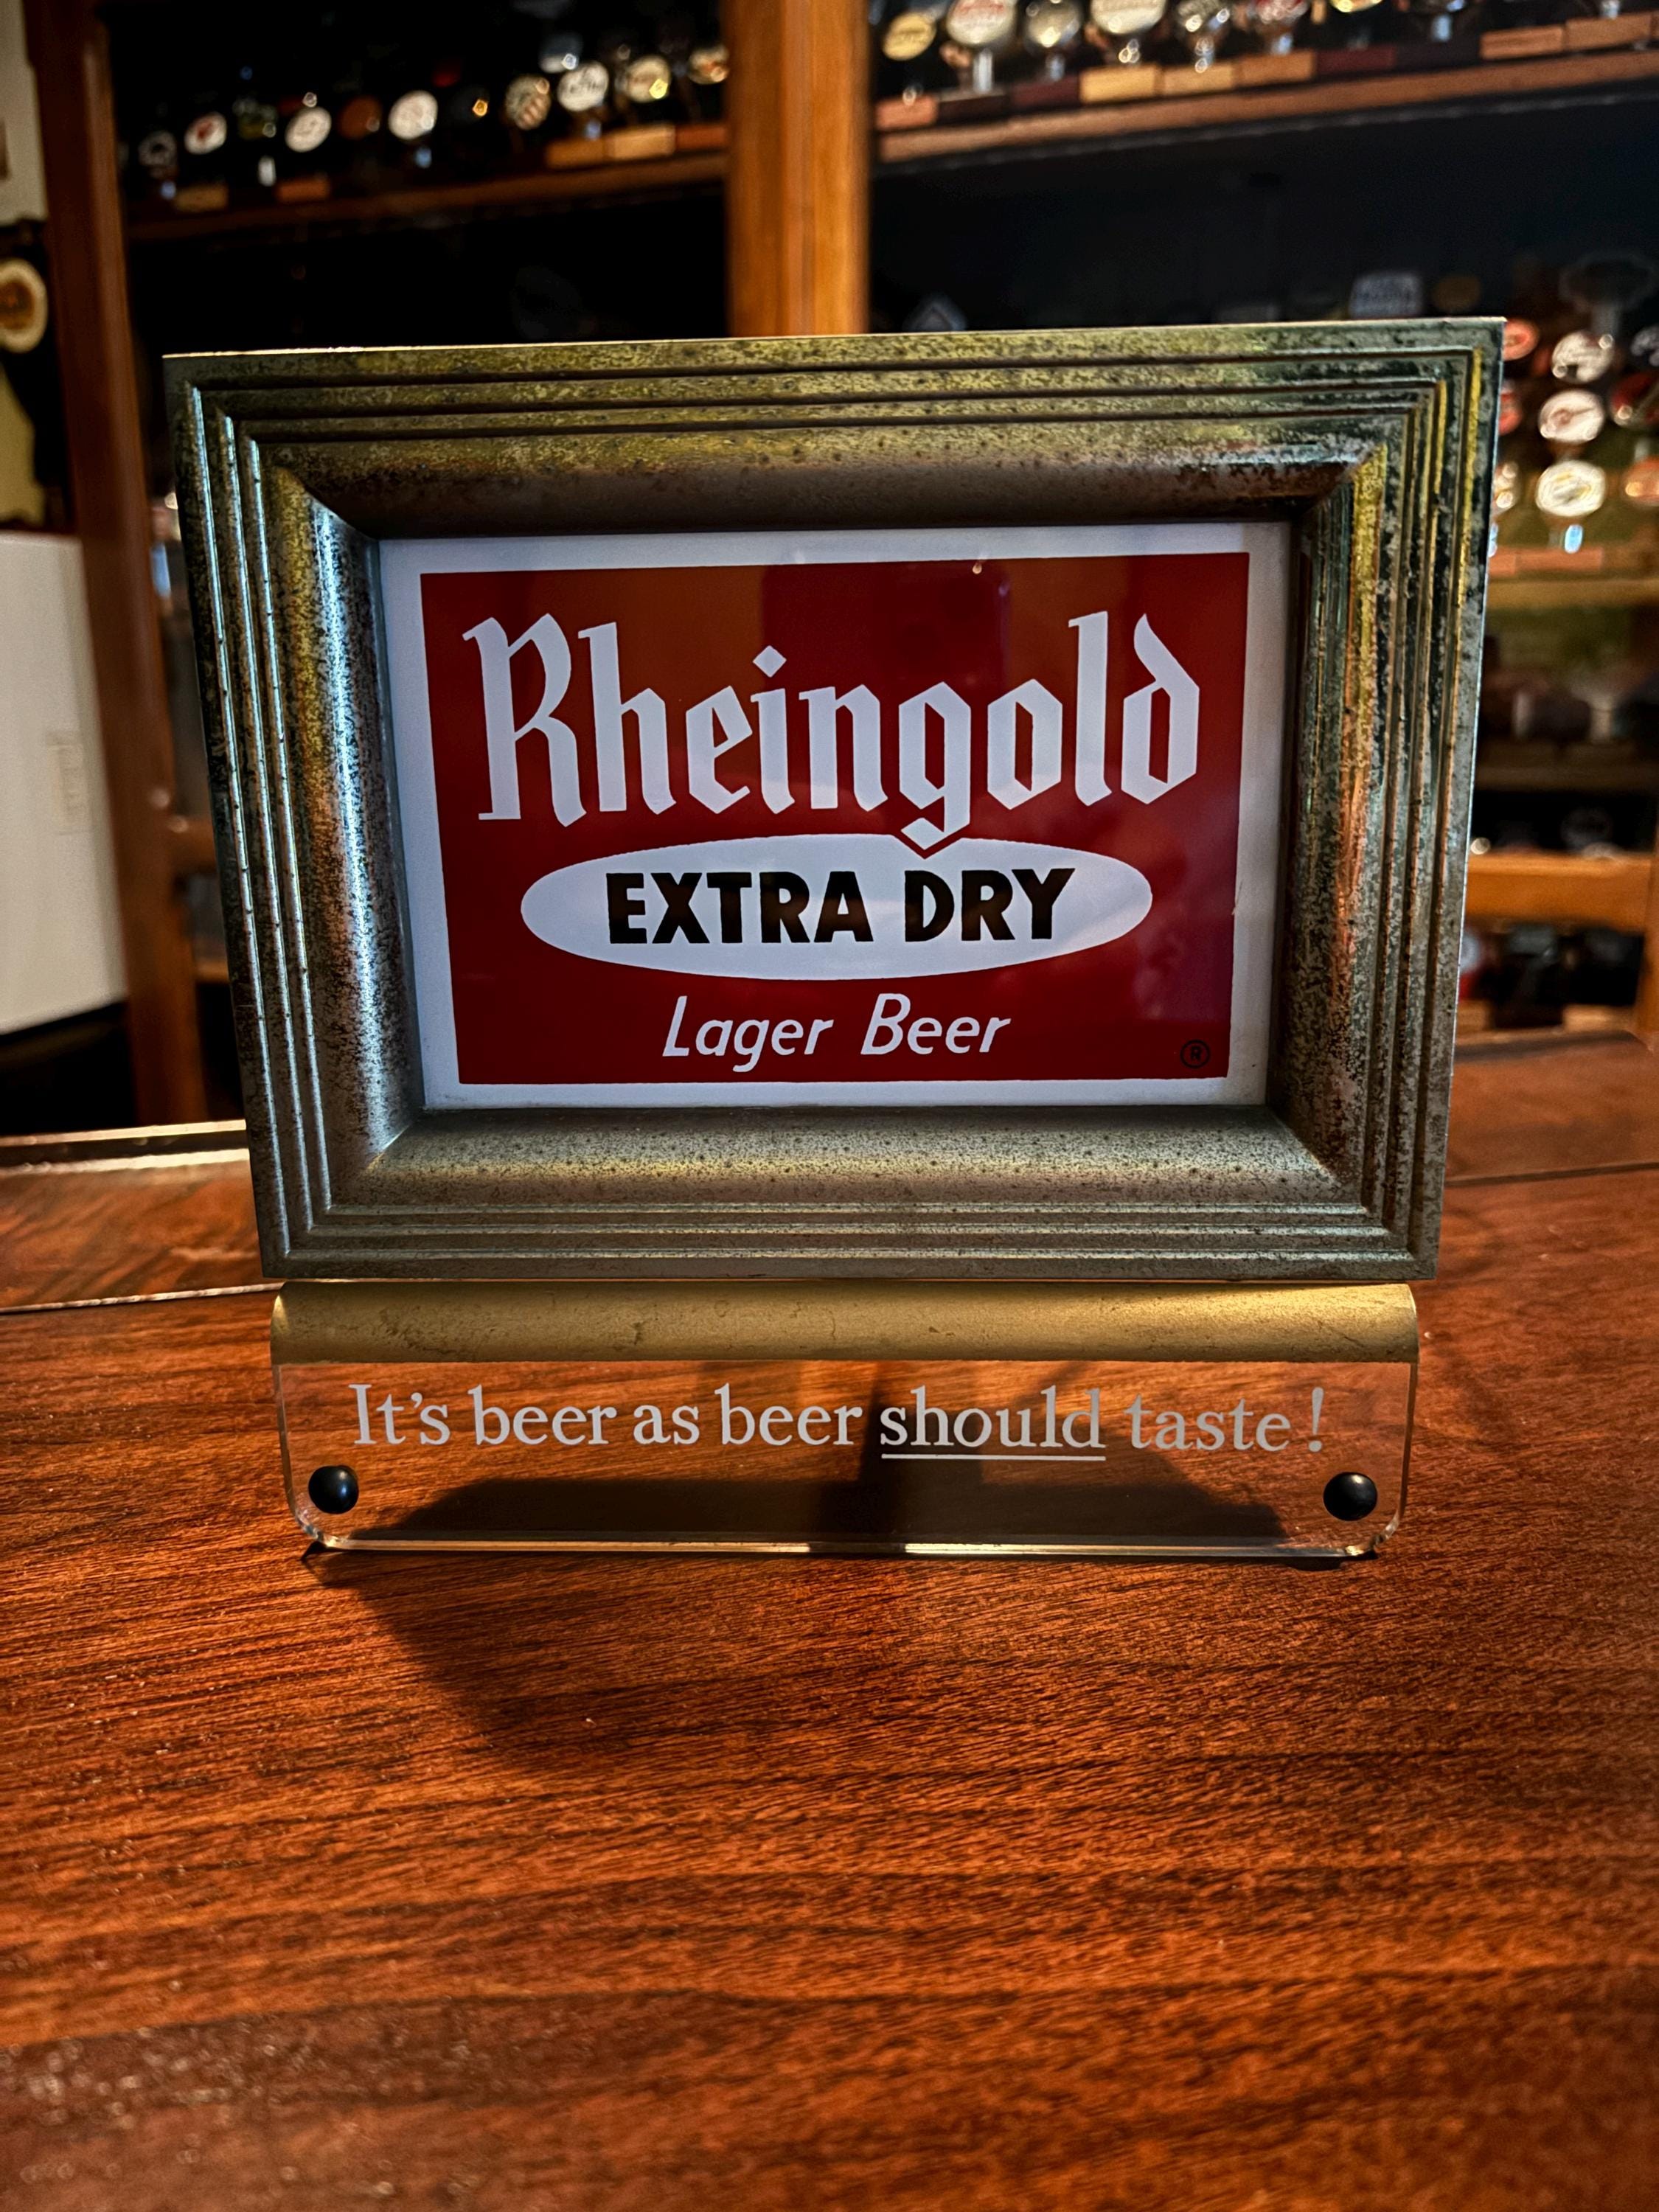 Rheingold
EXTRA DRY
Lager Beer
®
It's beer as beer should taste!